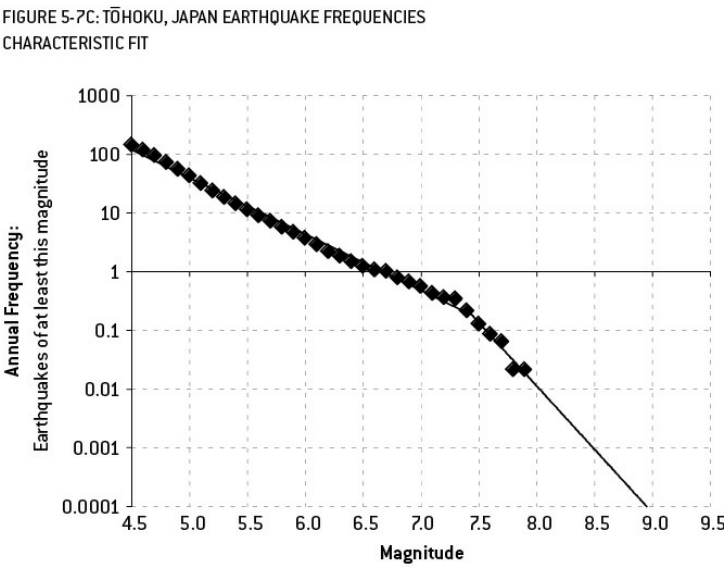 FIGURE 5-7C: TŌHOKU, JAPAN EARTHQUAKE FREQUENCIES
CHARACTERISTIC FIT
Annual Frequency:
Earthquakes of at least this magnitude
1000
100
10
1
0.1
0.01
0.001
0.0001
4.5 5.0 5.5 6.0 6.5 7.0 7.5 8.0 8.5 9.0 9.5
Magnitude